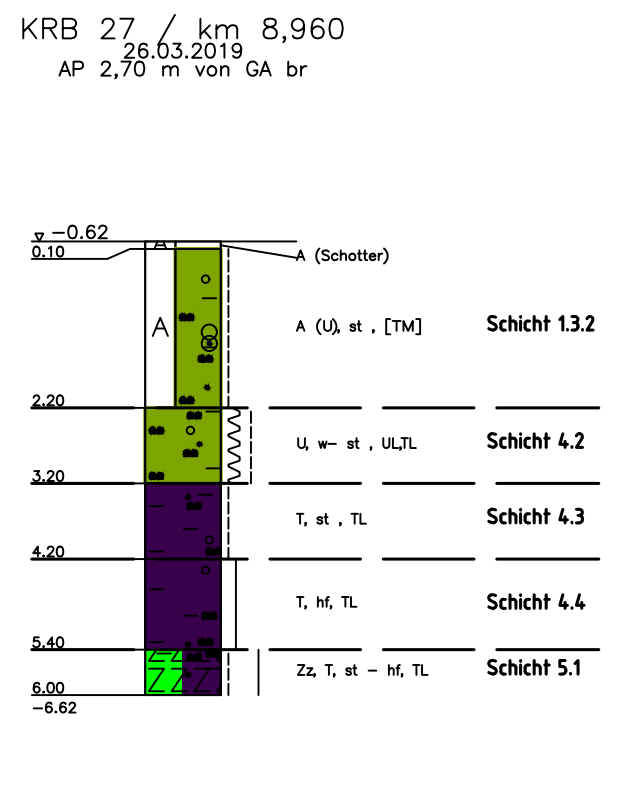 KRB 27 / km 8,960
26.03.2019
AP 2,70 m von GA br
-0.62
A
0.10
A (Schotter)
A
A (U), st , [TM]
Schicht 1.3.2
2.20
U, w- st , UL,TL
Schicht 4.2
3.20
T, st , TL
Schicht 4.3
4.20
T, hf, TL
Schicht 4.4
5.40
Zz, T, st - hf, TL
Schicht 5.1
6.00
-6.62